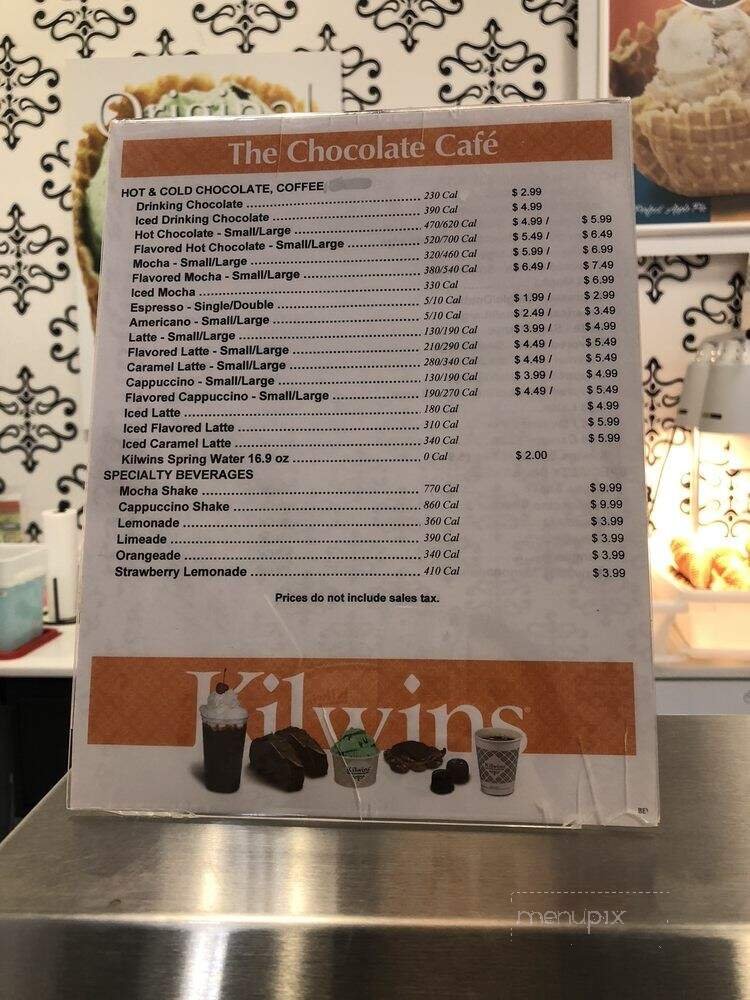 Original
The Chocolate Café
HOT & COLD CHOCOLATE, COFFEE
Drinking Chocolate 230 Cal $ 2.99
Iced Drinking Chocolate 390 Cal $ 4.99
Hot Chocolate - Small/Large 470/620 Cal $ 4.99 / $ 5.99
Flavored Hot Chocolate - Small/Large 520/700 Cal $ 5.49 / $ 6.49
Mocha - Small/Large 320/460 Cal $ 5.99 / $ 6.99
Flavored Mocha - Small/Large 380/540 Cal $ 6.49 / $ 7.49
Iced Mocha 330 Cal $ 6.99
Espresso - Single/Double 5/10 Cal $ 1.99 / $ 2.99
Americano - Small/Large 5/10 Cal $ 2.49 / $ 3.49
Latte - Small/Large 130/190 Cal $ 3.99 / $ 4.99
Flavored Latte - Small/Large 210/290 Cal $ 4.49 / $ 5.49
Caramel Latte - Small/Large 280/340 Cal $ 4.49 / $ 5.49
Cappuccino - Small/Large 130/190 Cal $ 3.99 / $ 4.99
Flavored Cappuccino - Small/Large 190/270 Cal $ 4.49 / $ 5.49
Iced Latte 180 Cal $ 4.99
Iced Flavored Latte 310 Cal $ 5.99
Iced Caramel Latte 340 Cal $ 5.99
Kilwins Spring Water 16.9 oz 0 Cal $ 2.00
SPECIALTY BEVERAGES
Mocha Shake 770 Cal $ 9.99
Cappuccino Shake 860 Cal $ 9.99
Lemonade 360 Cal $ 3.99
Limeade 390 Cal $ 3.99
Orangeade 340 Cal $ 3.99
Strawberry Lemonade 410 Cal $ 3.99
Prices do not include sales tax.
Kilwins
Kilwins
Kilwins
menupix